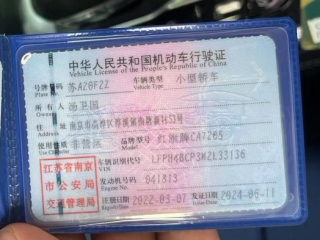 中华人民共和国机动车行驶证
Vehicle License of the People's Republic of China
号牌号码 苏A20F22 车辆类型 小型轿车
Plate No. Vehicle Type
所有人 汤卫国
Owner
住址 南京市高淳区
Address
使用性质 非营运 品牌型号 红旗牌CA7265
Use Character Model
江苏省南京市公安局交通管理局
车辆识别代号 LFPH4BCP3M2L33136
VIN
发动机号码 041813
Engine No.
注册日期 2022-03-07 发证日期 2024-06-11
Register Date Issue Date